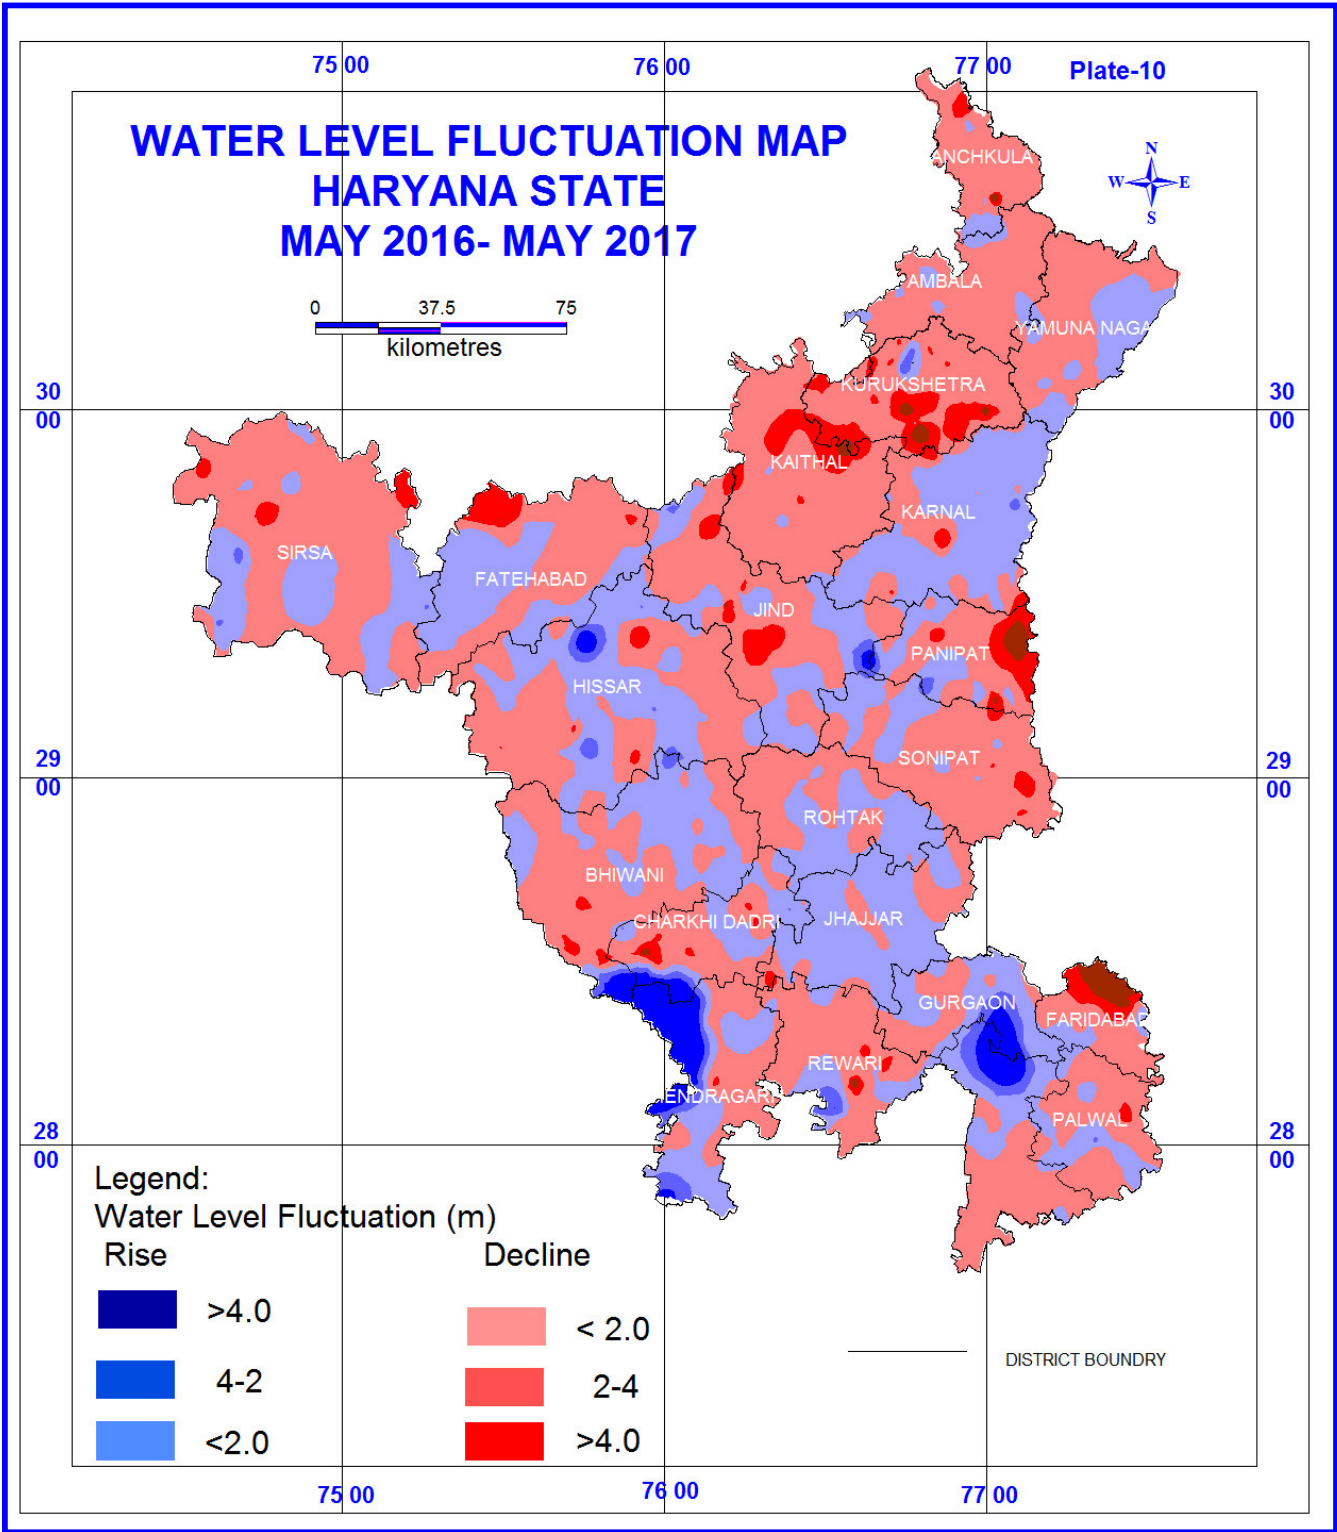 75 00
76 00
77 00
Plate-10
WATER LEVEL FLUCTUATION MAP
HARYANA STATE
MAY 2016- MAY 2017
N
W
E
S
0
37.5
75
kilometres
ANCHKULA
AMBALA
YAMUNA NAGA
KURUKSHETRA
30
00
30
00
KAITHAL
KARNAL
SIRSA
FATEHABAD
JIND
PANIPAT
HISSAR
SONIPAT
29
00
29
00
ROHTAK
BHIWANI
CHARKHI DADRI
JHAJJAR
GURGAON
FARIDABAD
REWARI
ENDRAGARH
PALWAL
28
00
28
00
Legend:
Water Level Fluctuation (m)
Rise
Decline
>4.0
< 2.0
4-2
2-4
<2.0
>4.0
DISTRICT BOUNDRY
75 00
76 00
77 00